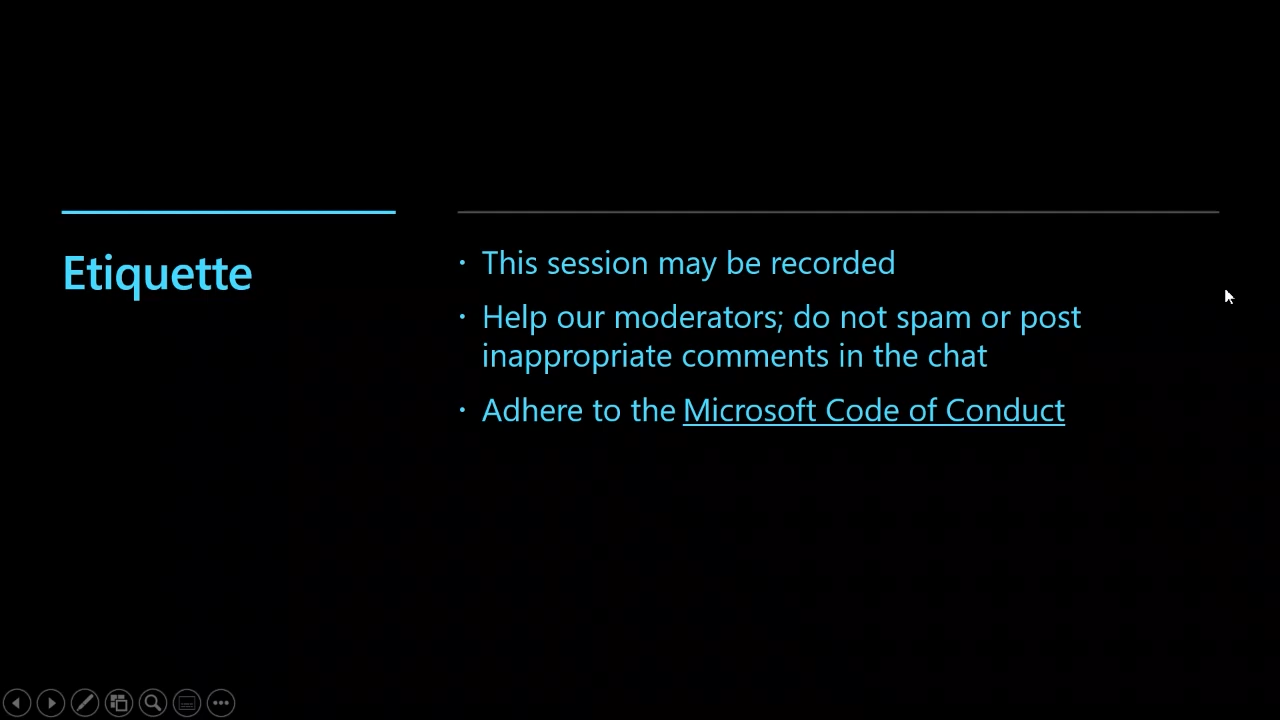 Etiquette
· This session may be recorded
· Help our moderators; do not spam or post
inappropriate comments in the chat
· Adhere to the Microsoft Code of Conduct